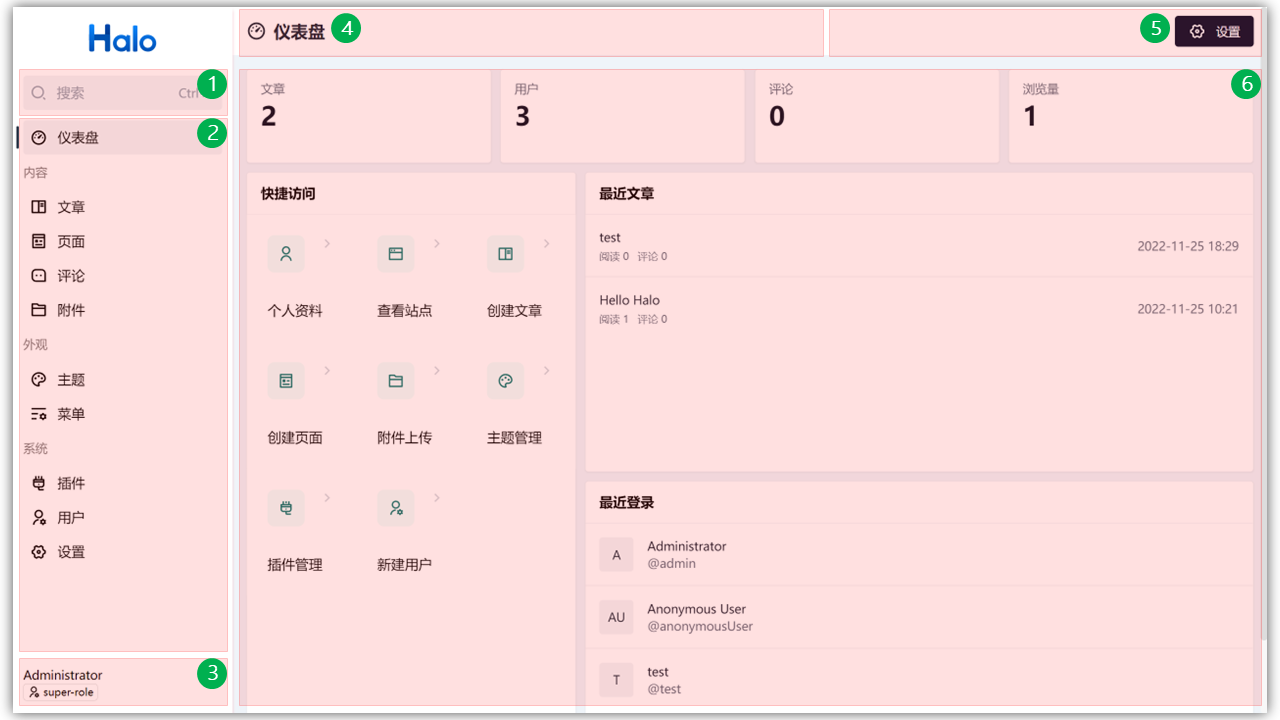 Halo
搜索
Ctrl
1
仪表盘
2
内容
文章
页面
评论
附件
外观
主题
菜单
系统
插件
用户
设置
Administrator
super-role
3
仪表盘
4
5
设置
6
文章
2
用户
3
评论
0
浏览量
1
快捷访问
个人资料
查看站点
创建文章
创建页面
附件上传
主题管理
插件管理
新建用户
最近文章
test
阅读 0 评论 0
2022-11-25 18:29
Hello Halo
阅读 1 评论 0
2022-11-25 10:21
最近登录
A
Administrator
@admin
AU
Anonymous User
@anonymousUser
T
test
@test